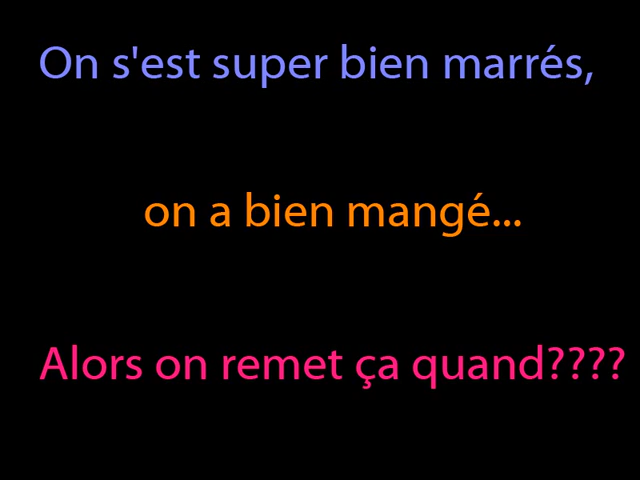 On s'est super bien marrés,
on a bien mangé...
Alors on remet ça quand????